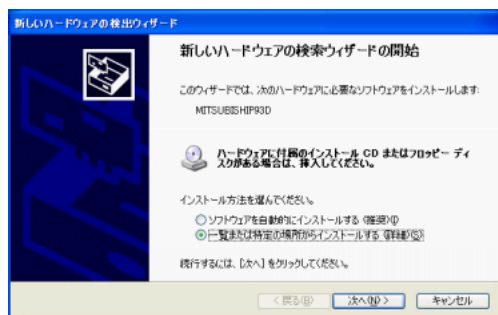 新しいハードウェアの検出ウィザード
新しいハードウェアの検索ウィザードの開始
このウィザードでは、次のハードウェアに必要なソフトウェアをインストールします:
MITSUBISHIP93D
ハードウェアに付属のインストール CD またはフロッピー ディ
スクがある場合は、挿入してください。
インストール方法を選んでください。
ソフトウェアを自動的にインストールする (推奨)(I)
一覧または特定の場所からインストールする (詳細)(S)
続行するには、[次へ] をクリックしてください。
< 戻る(B) 次へ(N) > キャンセル